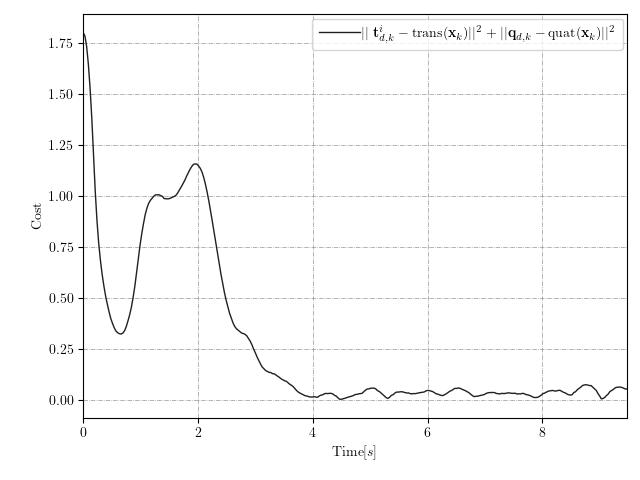 || t^i_{d,k} − trans(x_k)||^2 + ||q_{d,k} − quat(x_k)||^2
1.75
1.50
1.25
1.00
0.75
0.50
0.25
0.00
Cost
0 2 4 6 8
Time[s]